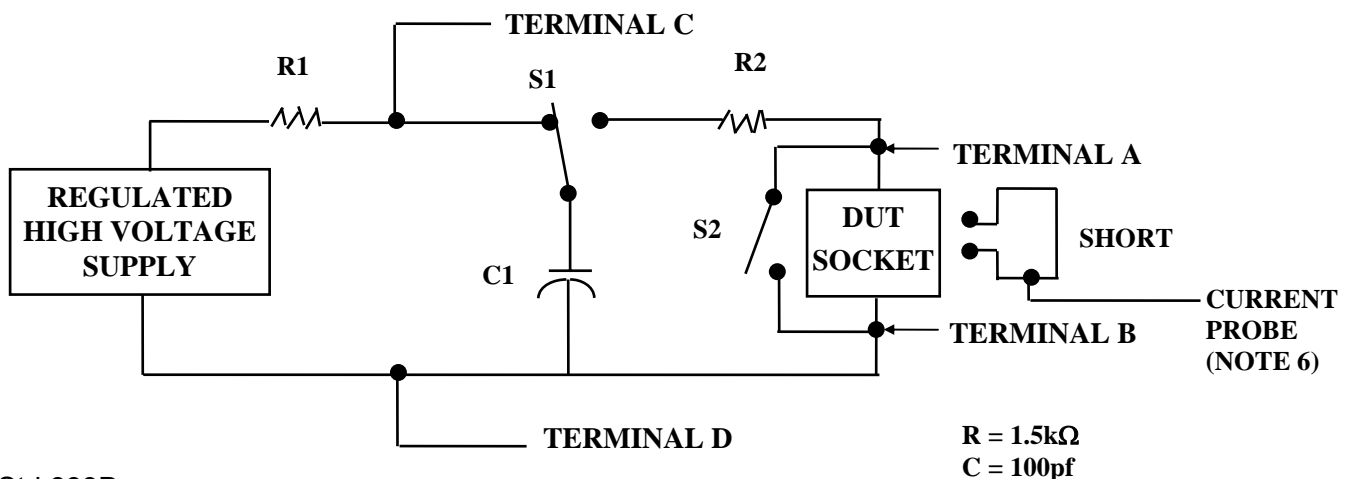 TERMINAL C
R1
S1
R2
TERMINAL A
REGULATED
HIGH VOLTAGE
SUPPLY
S2
DUT
SOCKET
SHORT
C1
CURRENT
PROBE
(NOTE 6)
TERMINAL B
TERMINAL D
R = 1.5kΩ
C = 100pf